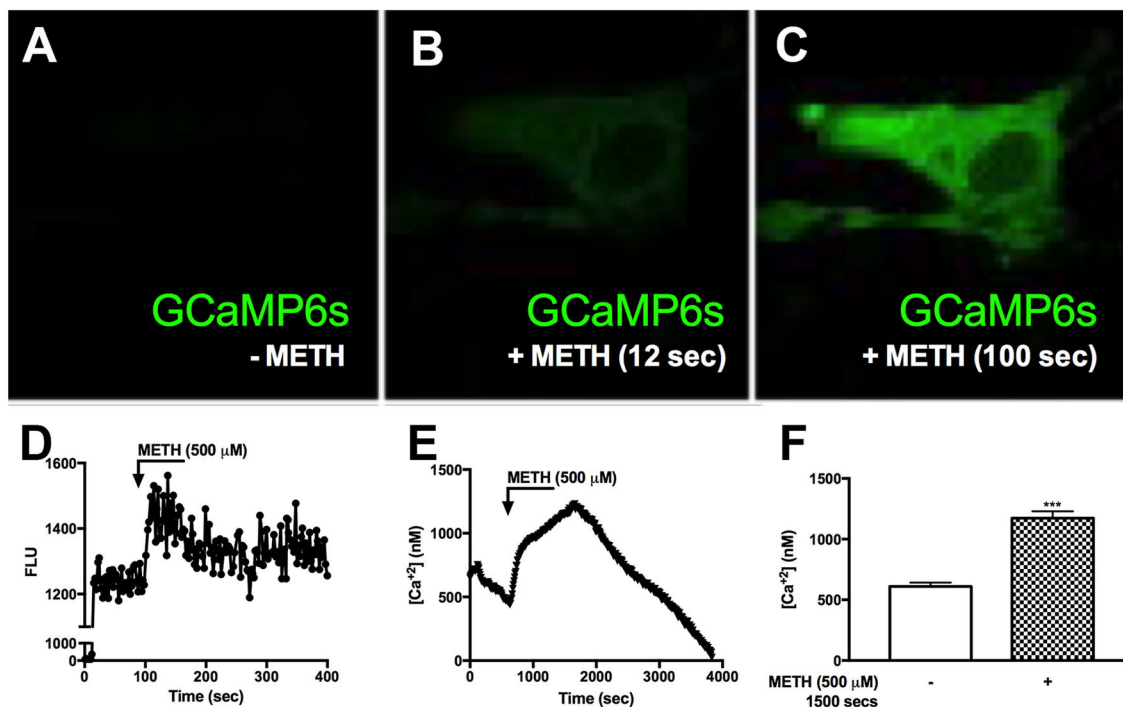 A
B
C
GCaMP6s
- METH
GCaMP6s
+ METH (12 sec)
GCaMP6s
+ METH (100 sec)
D
METH (500 μM)
1600
1400
1200
1000
0
FLU
0
100
200
300
400
Time (sec)
E
METH (500 μM)
1500
1000
500
0
[Ca+2] (nM)
0
1000
2000
3000
4000
Time (sec)
F
***
1500
1000
500
0
[Ca+2] (nM)
METH (500 μM)
1500 secs
-
+